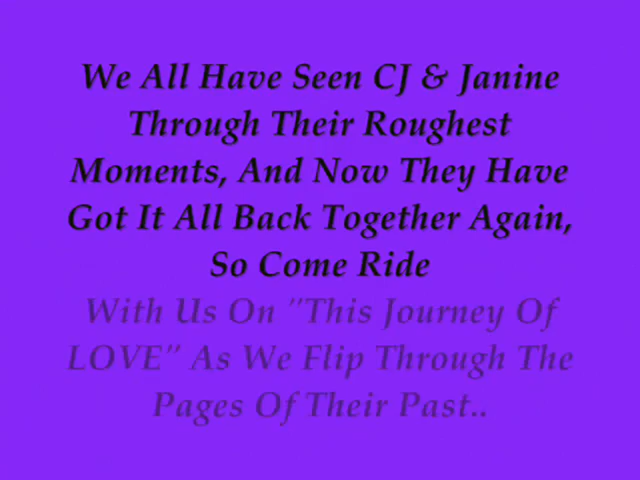 We All Have Seen CJ & Janine
Through Their Roughest
Moments, And Now They Have
Got It All Back Together Again,
So Come Ride
With Us On "This Journey Of
LOVE" As We Flip Through The
Pages Of Their Past..